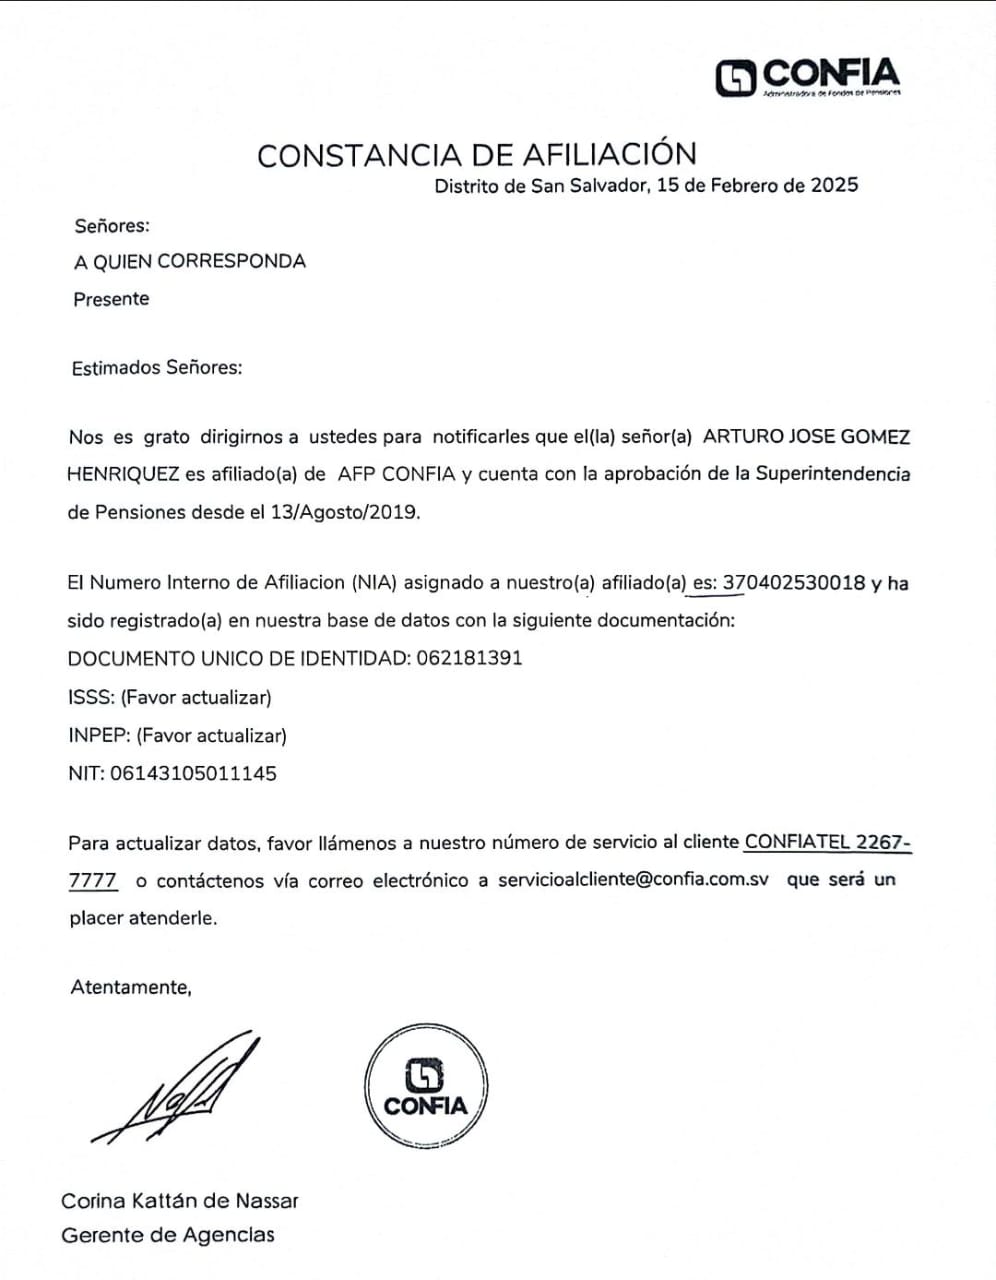 CONFIA
Administradora de Fondos de Pensiones
CONSTANCIA DE AFILIACIÓN
Distrito de San Salvador, 15 de Febrero de 2025
Señores:
A QUIEN CORRESPONDA
Presente
Estimados Señores:
Nos es grato dirigirnos a ustedes para notificarles que el(la) señor(a) ARTURO JOSE GOMEZ
HENRIQUEZ es afiliado(a) de AFP CONFIA y cuenta con la aprobación de la Superintendencia
de Pensiones desde el 13/Agosto/2019.
El Numero Interno de Afiliacion (NIA) asignado a nuestro(a) afiliado(a) es: 370402530018 y ha
sido registrado(a) en nuestra base de datos con la siguiente documentación:
DOCUMENTO UNICO DE IDENTIDAD: 062181391
ISSS: (Favor actualizar)
INPEP: (Favor actualizar)
NIT: 06143105011145
Para actualizar datos, favor llámenos a nuestro número de servicio al cliente CONFIATEL 2267-
7777 o contáctenos vía correo electrónico a servicioalcliente@confia.com.sv que será un
placer atenderle.
Atentamente,
CONFIA
Corina Kattán de Nassar
Gerente de Agencias